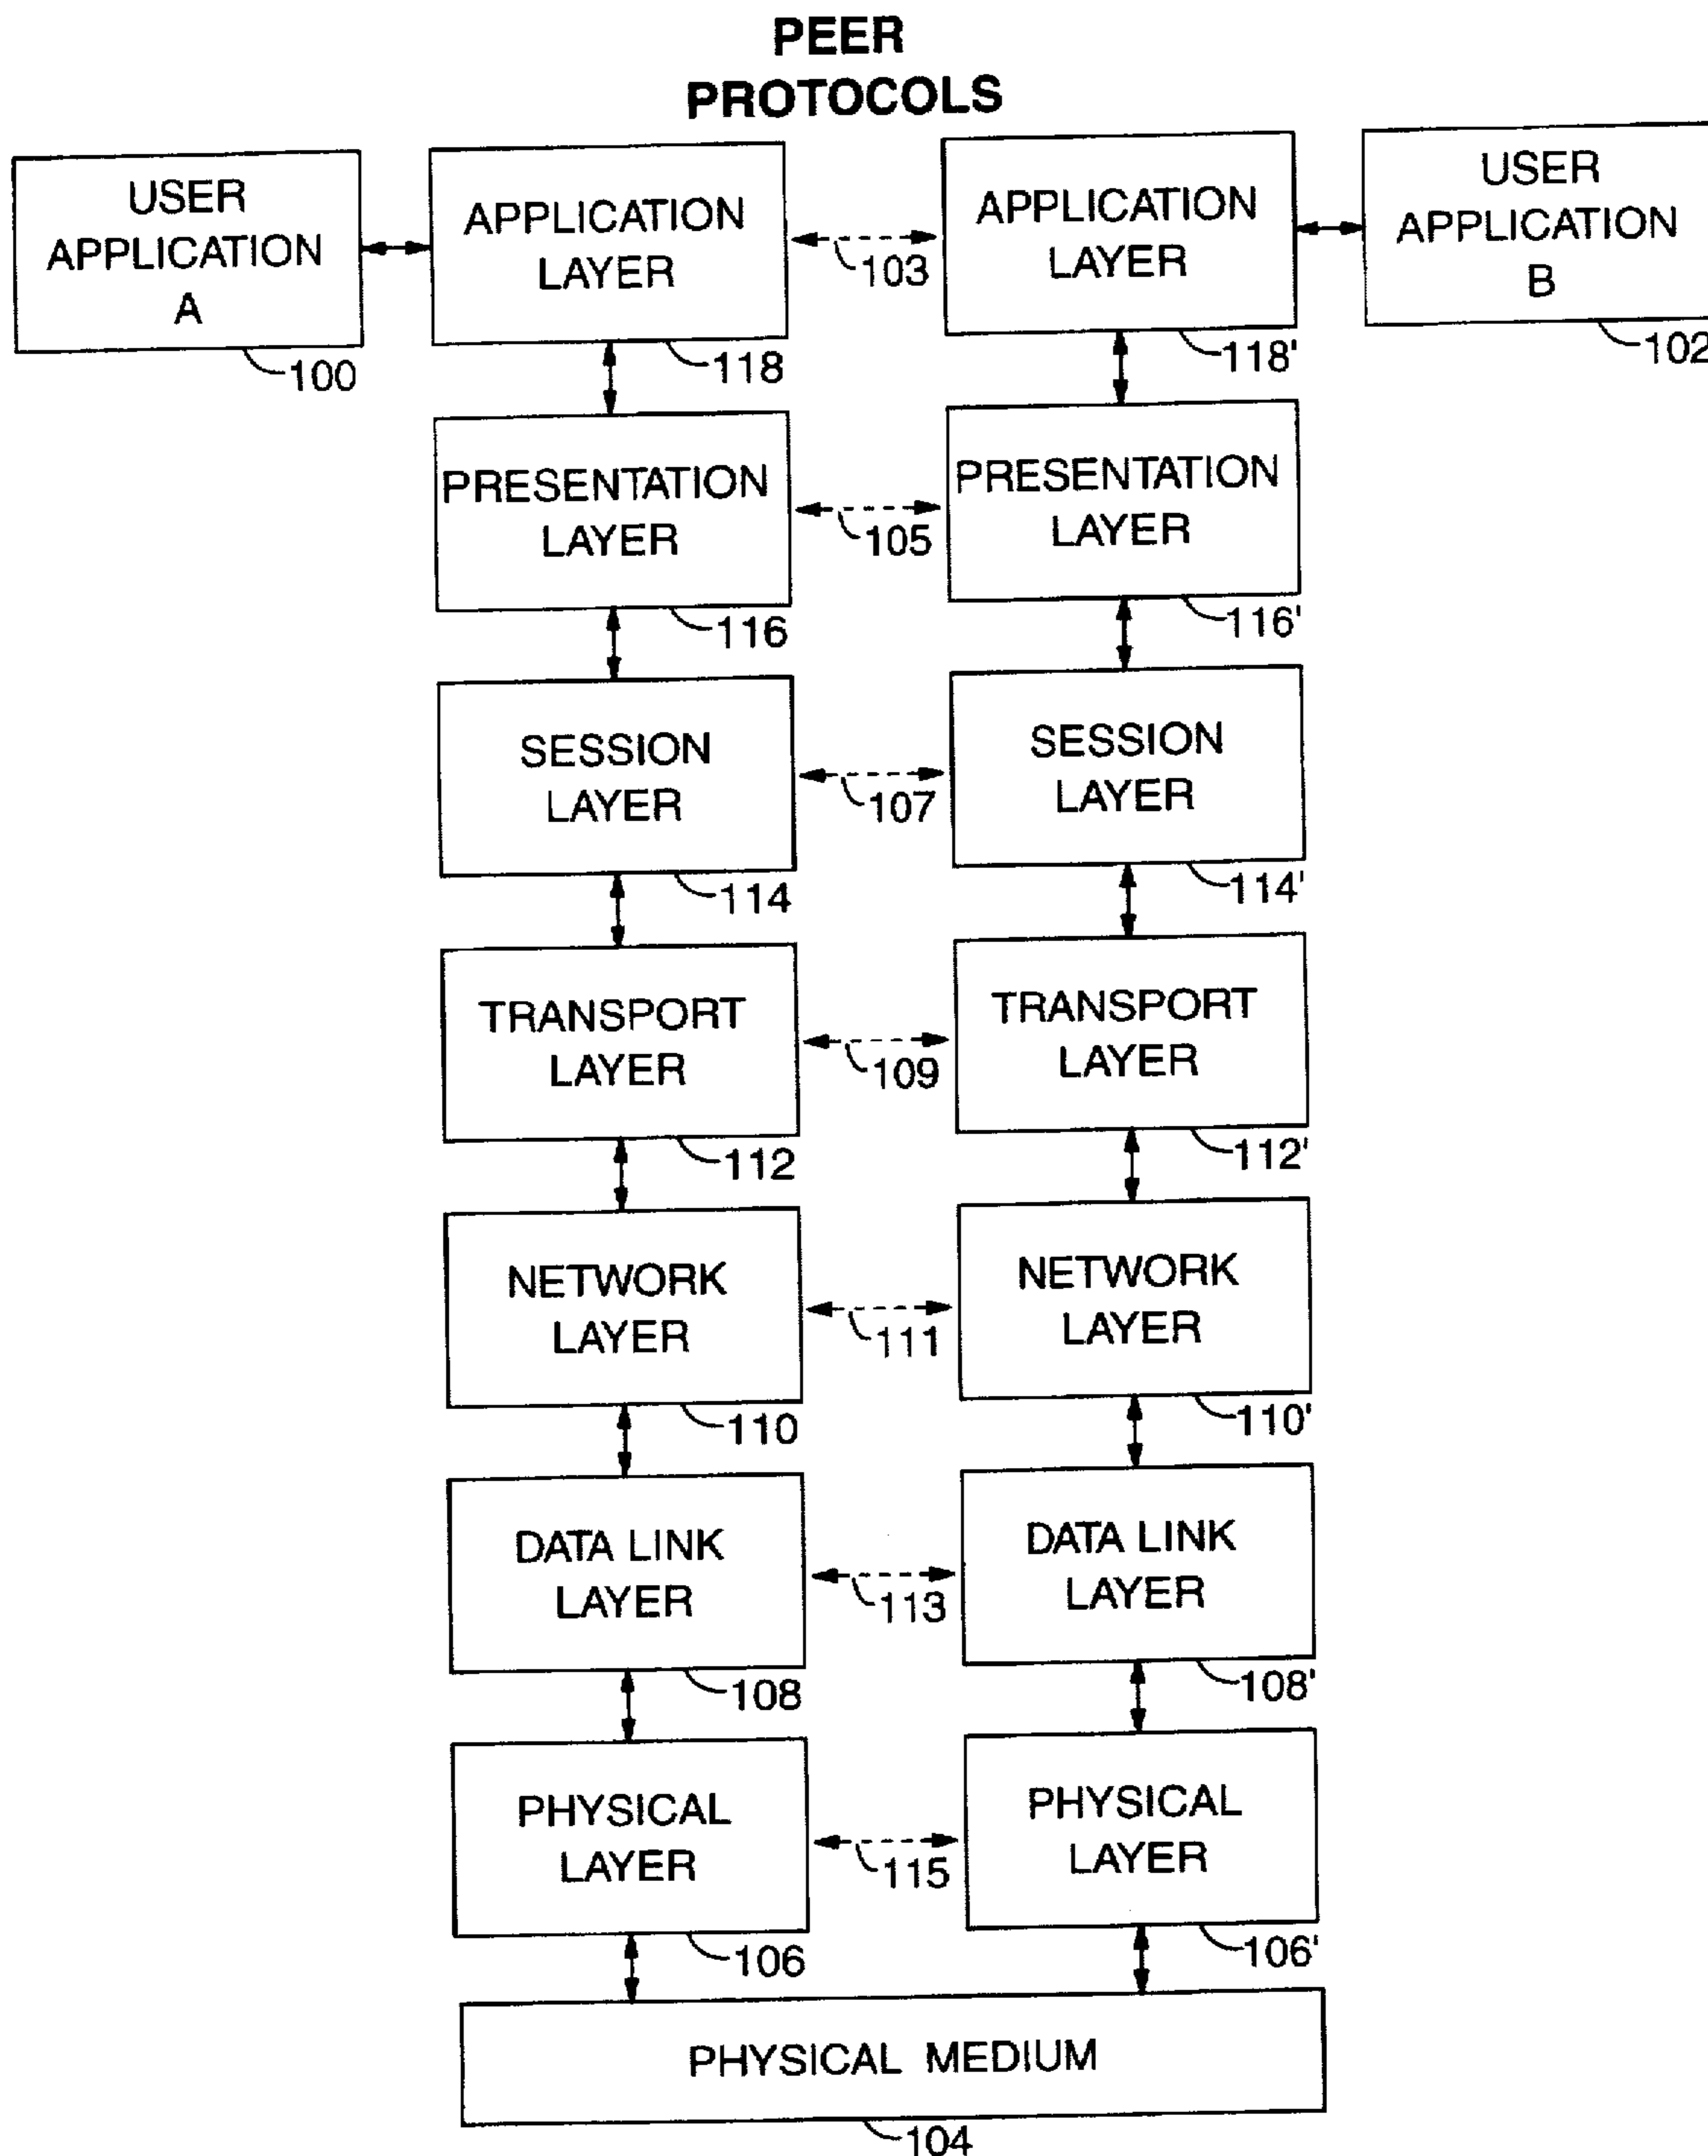 PEER
PROTOCOLS
USER
APPLICATION
A
100
APPLICATION
LAYER
118
103
APPLICATION
LAYER
118'
USER
APPLICATION
B
102
PRESENTATION
LAYER
116
105
PRESENTATION
LAYER
116'
SESSION
LAYER
114
107
SESSION
LAYER
114'
TRANSPORT
LAYER
112
109
TRANSPORT
LAYER
112'
NETWORK
LAYER
110
111
NETWORK
LAYER
110'
DATA LINK
LAYER
108
113
DATA LINK
LAYER
108'
PHYSICAL
LAYER
106
115
PHYSICAL
LAYER
106'
PHYSICAL MEDIUM
104